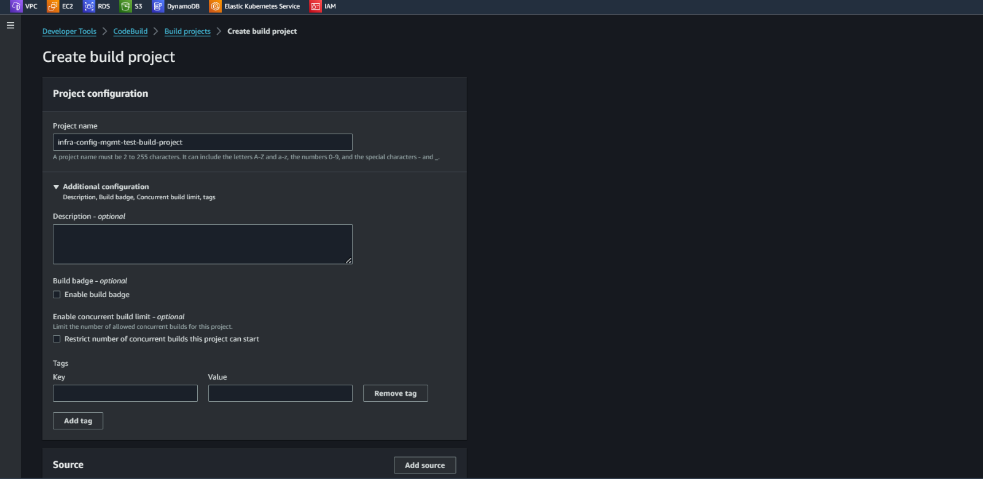 VPC EC2 RDS S3 DynamoDB Elastic Kubernetes Service IAM
Developer Tools > CodeBuild > Build projects > Create build project
Create build project
Project configuration
Project name
infra-config-mgmt-test-build-project
A project name must be 2 to 255 characters. It can include the letters A-Z and a-z, the numbers 0-9, and the special characters - and _.
Additional configuration
Description, Build badge, Concurrent build limit, tags
Description - optional
Build badge - optional
Enable build badge
Enable concurrent build limit - optional
Limit the number of allowed concurrent builds for this project.
Restrict number of concurrent builds this project can start
Tags
Key Value
Remove tag
Add tag
Source Add source